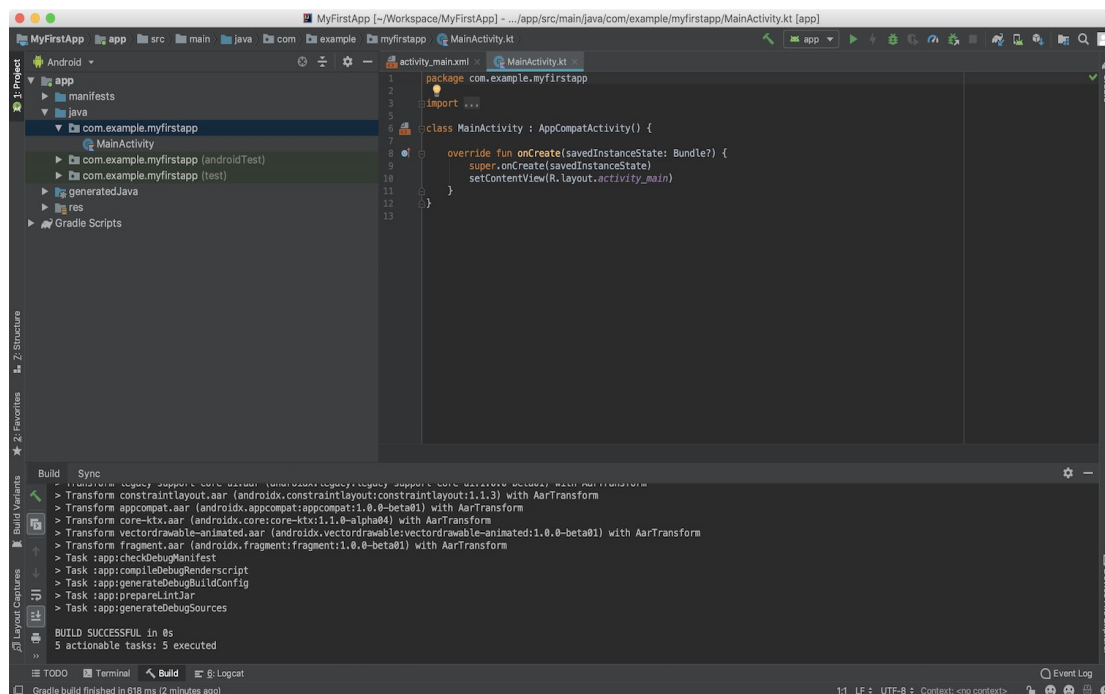 MyFirstApp [~/Workspace/MyFirstApp] - .../app/src/main/java/com/example/myfirstapp/MainActivity.kt [app]
MyFirstApp app src main java com example myfirstapp MainActivity.kt app
1: Project
Android
app
manifests
java
com.example.myfirstapp
MainActivity
com.example.myfirstapp (androidTest)
com.example.myfirstapp (test)
generatedJava
res
Gradle Scripts
activity_main.xml MainActivity.kt
1 package com.example.myfirstapp
2
3 import ...
5
6 class MainActivity : AppCompatActivity() {
7
8 override fun onCreate(savedInstanceState: Bundle?) {
9 super.onCreate(savedInstanceState)
10 setContentView(R.layout.activity_main)
11 }
12 }
13
7: Structure
2: Favorites
Build Variants
Layout Captures
Build Sync
> Transform constraintlayout.aar (androidx.constraintlayout:constraintlayout:1.1.3) with AarTransform
> Transform appcompat.aar (androidx.appcompat:appcompat:1.0.0-beta01) with AarTransform
> Transform core-ktx.aar (androidx.core:core-ktx:1.1.0-alpha04) with AarTransform
> Transform vectordrawable-animated.aar (androidx.vectordrawable:vectordrawable-animated:1.0.0-beta01) with AarTransform
> Transform fragment.aar (androidx.fragment:fragment:1.0.0-beta01) with AarTransform
> Task :app:checkDebugManifest
> Task :app:compileDebugRenderscript
> Task :app:generateDebugBuildConfig
> Task :app:prepareLintJar
> Task :app:generateDebugSources
BUILD SUCCESSFUL in 0s
5 actionable tasks: 5 executed
TODO Terminal Build 6: Logcat Event Log
Gradle build finished in 618 ms (2 minutes ago) 1:1 LF UTF-8 Context: <no context>